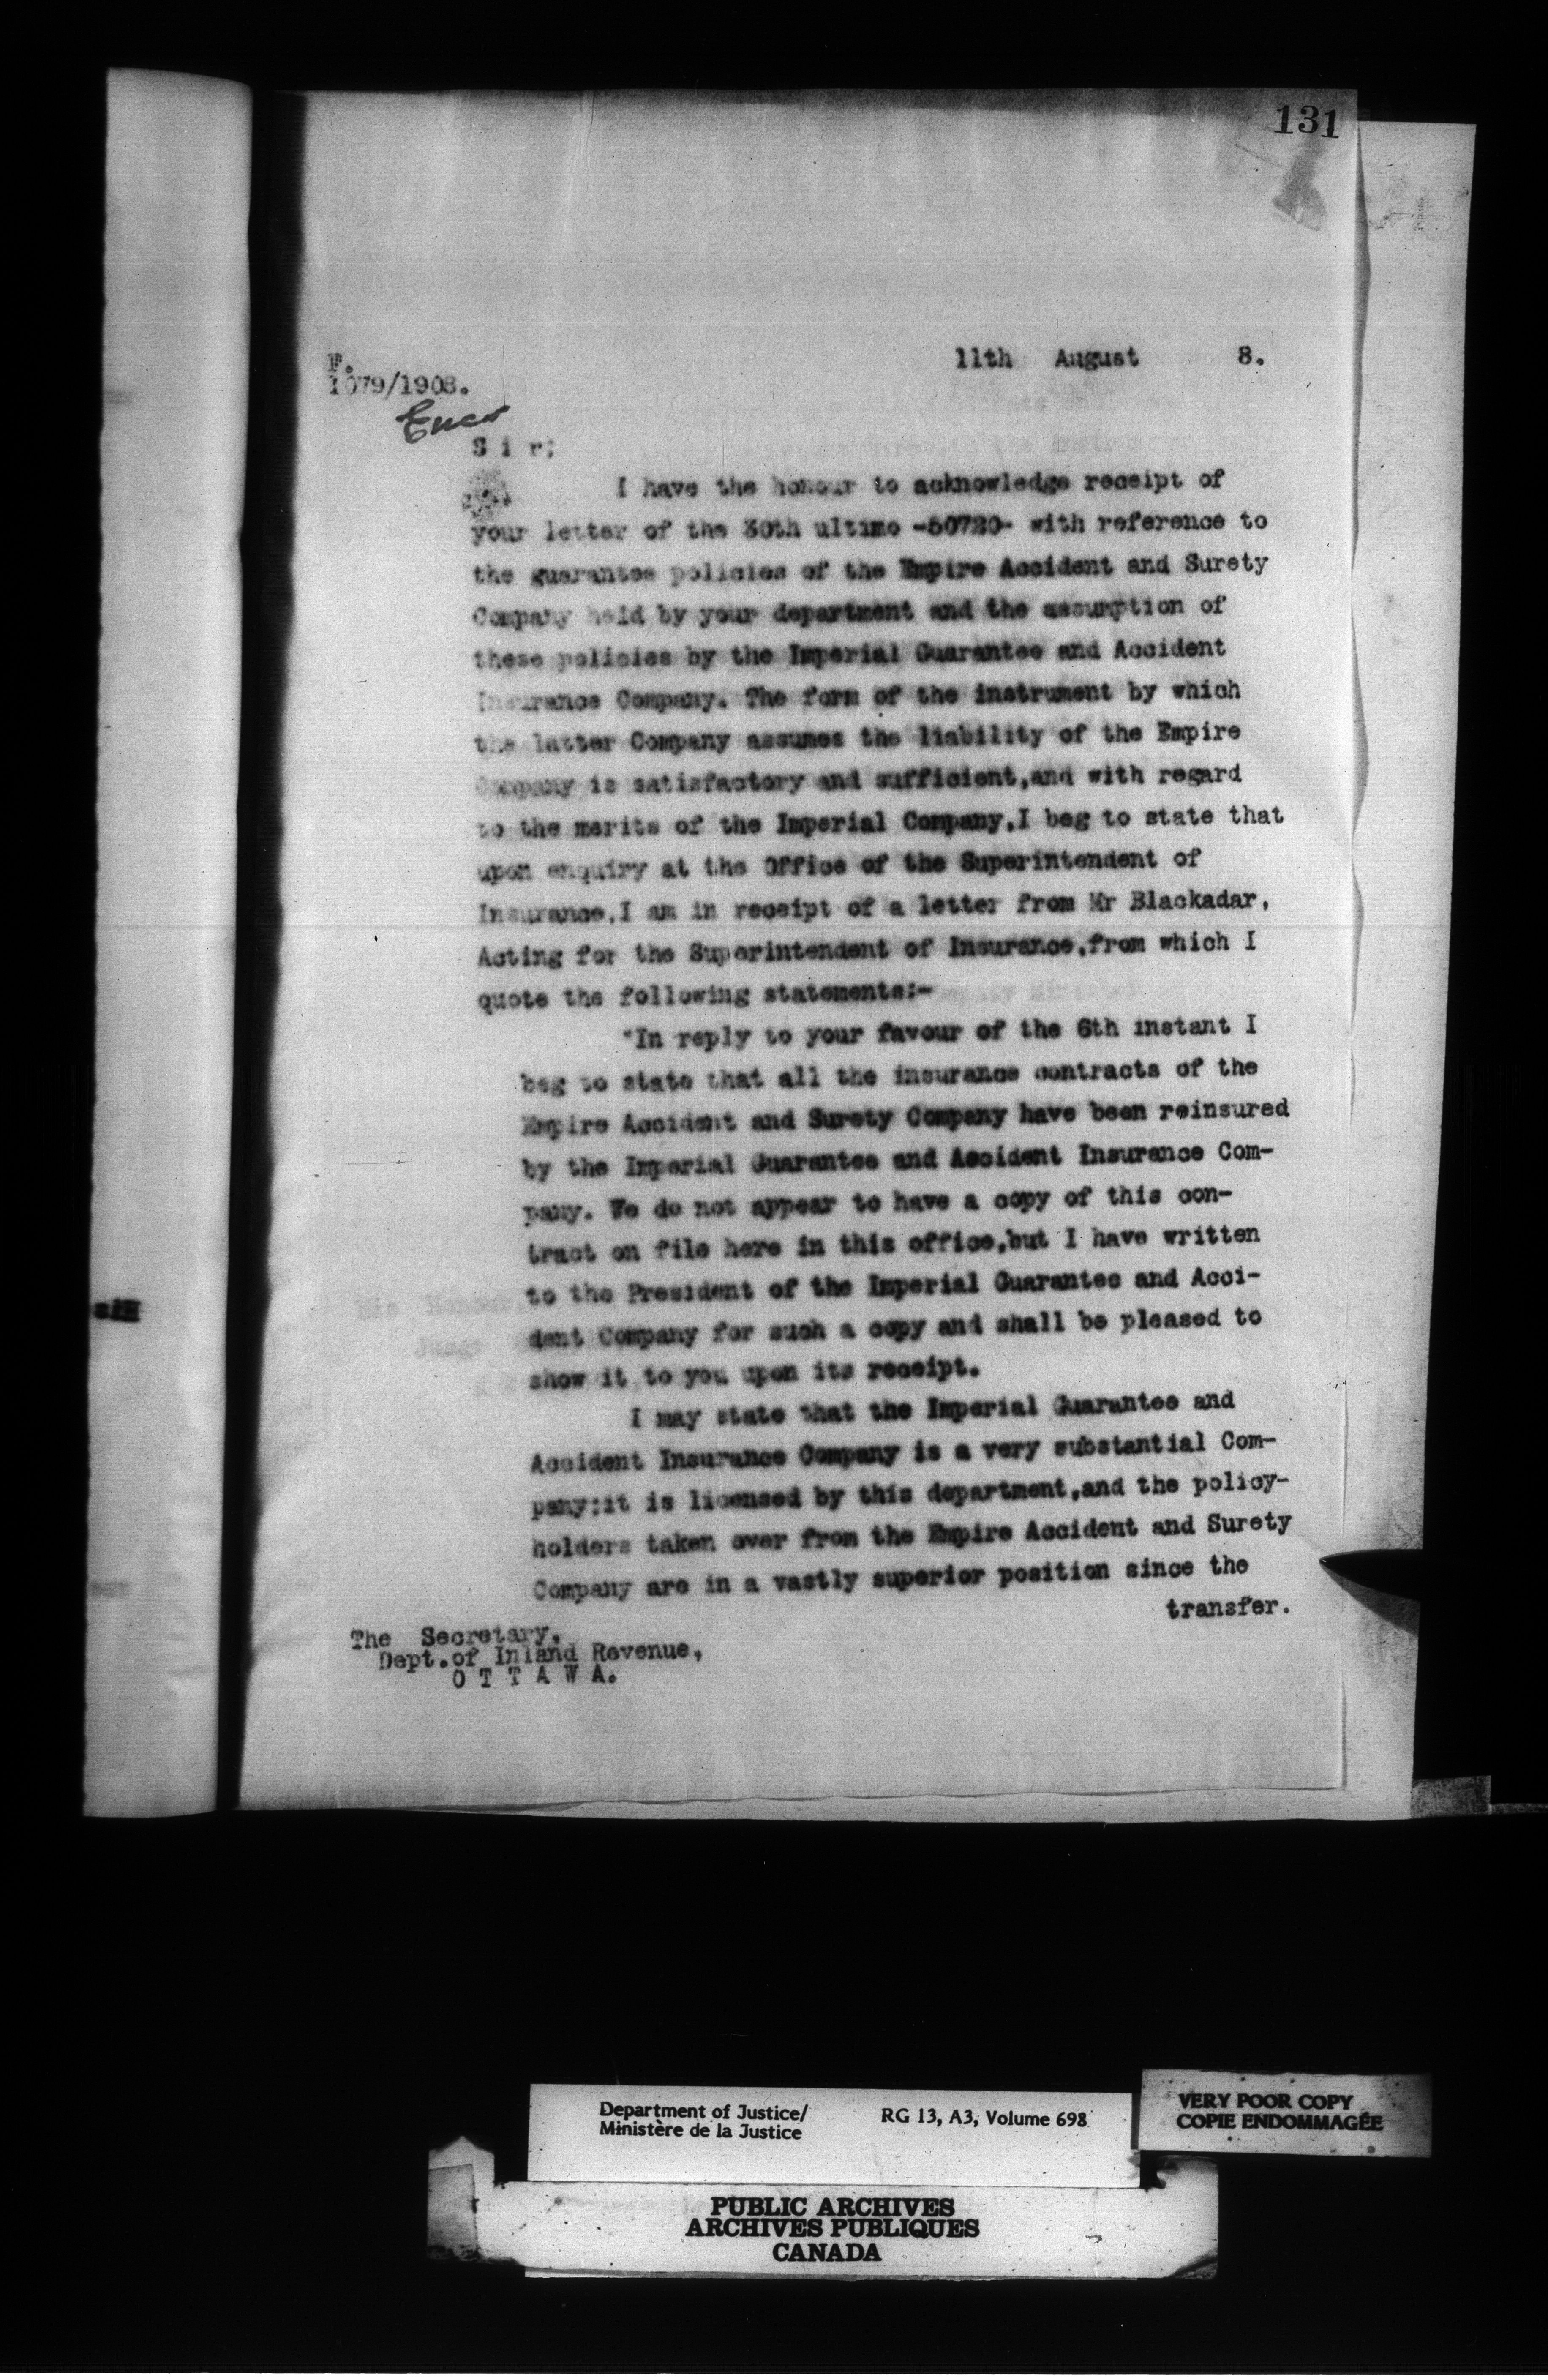 131
11th August 8.
F.
1079/1908.
S i r;
I have the honour to acknowledge receipt of
your letter of the 30th ultimo -50720- with reference to
the guarantee policies of the Empire Accident and Surety
Company held by your department and the assumption of
these policies by the Imperial Guarantee and Accident
Insurance Company. The form of the instrument by which
the latter Company assumes the liability of the Empire
Company is satisfactory and sufficient,and with regard
to the merits of the Imperial Company,I beg to state that
upon enquiry at the Office of the Superintendent of
Insurance,I am in receipt of a letter from Mr Blackadar,
Acting for the Superintendent of Insurance,from which I
quote the following statements:-
"In reply to your favour of the 6th instant I
beg to state that all the insurance contracts of the
Empire Accident and Surety Company have been reinsured
by the Imperial Guarantee and Accident Insurance Com-
pany. We do not appear to have a copy of this con-
tract on file here in this office,but I have written
to the President of the Imperial Guarantee and Acci-
dent Company for such a copy and shall be pleased to
show it to you upon its receipt.
I may state that the Imperial Guarantee and
Accident Insurance Company is a very substantial Com-
pany;it is licensed by this department,and the policy-
holders taken over from the Empire Accident and Surety
Company are in a vastly superior position since the
transfer.
The Secretary,
Dept.of Inland Revenue,
O T T A W A.
Department of Justice/
Ministère de la Justice
RG 13, A3, Volume 698
VERY POOR COPY
COPIE ENDOMMAGÉE
PUBLIC ARCHIVES
ARCHIVES PUBLIQUES
CANADA